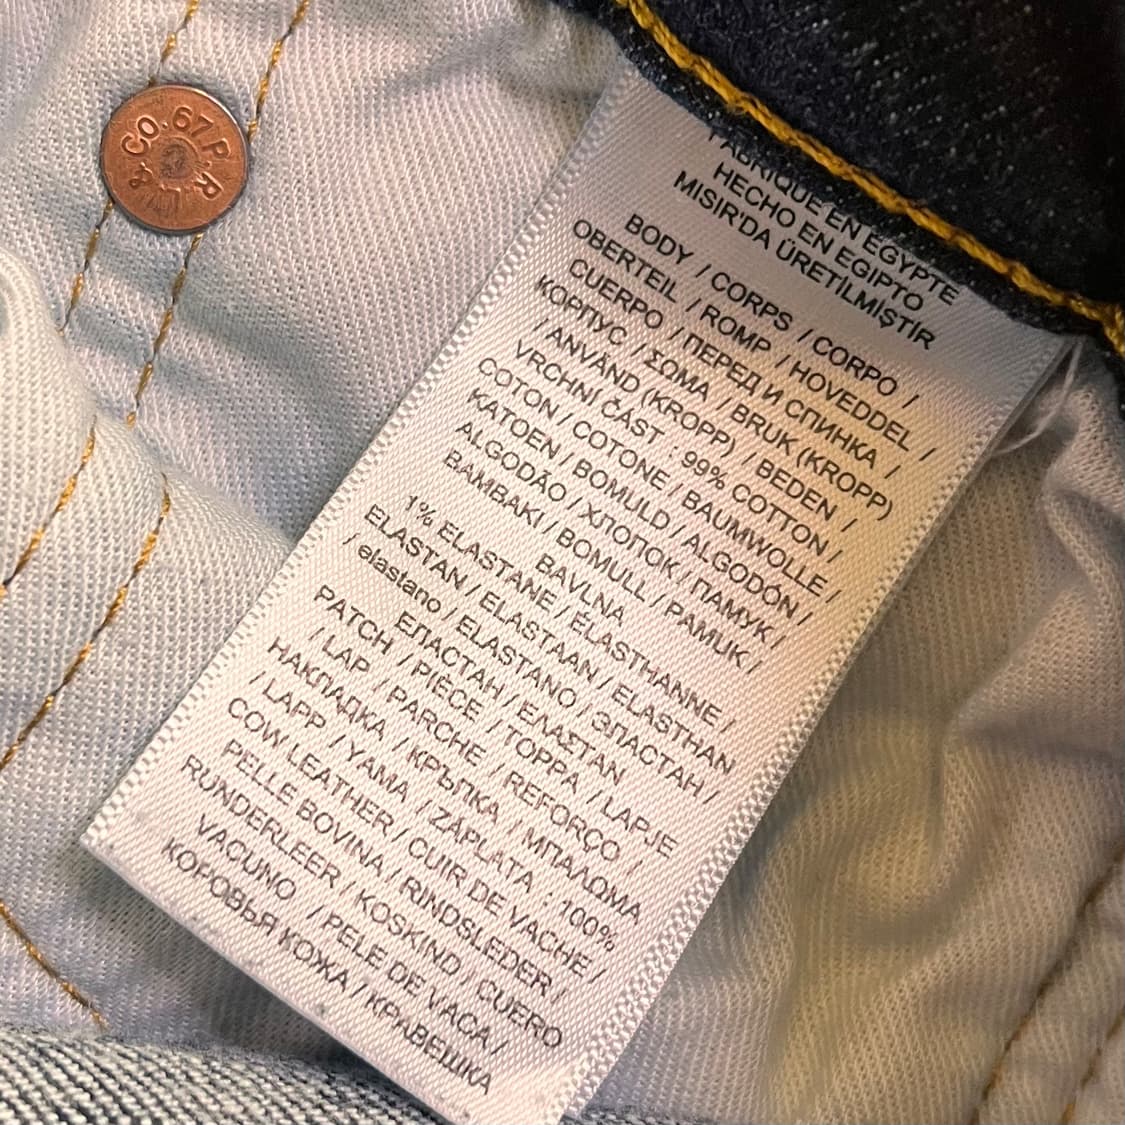 Co. 67 P. R
FABRIQUE EN EGYPTE
HECHO EN EGIPTO
MISIR'DA ÜRETİLMİŞTİR
BODY / CORPS / CORPO /
OBERTEIL / ROMP / HOVEDDEL /
CUERPO / ПЕРЕД И СПИНКА /
КОРПУС / ΣΩΜΑ / BRUK (KROPP)
/ ANVÄND (KROPP) / BEDEN /
VRCHNÍ ČÁST : 99% COTTON /
COTON / COTONE / BAUMWOLLE /
KATOEN / BOMULD / ALGODÓN /
ALGODÃO / ХЛОПОК / ПАМУК /
BAMBAKI / BOMULL / PAMUK /
BAVLNA
1% ELASTANE / ÉLASTHANNE /
ELASTAN / ELASTAAN / ELASTHAN
/ elastano / ELASTANO / ЭЛАСТАН /
ЕЛАСТАН / ΕΛΑΣΤΑΝ
PATCH / PIÈCE / TOPPA / LAPJE
/ LAP / PARCHE / REFORÇO /
НАКЛАДКА / КРЪПКА / ΜΠΑΛΩΜΑ
/ LAPP / YAMA / ZÁPLATA : 100%
COW LEATHER / CUIR DE VACHE /
PELLE BOVINA / RINDSLEDER /
RUNDERLEER / KOSKIND / CUERO
VACUNO / PELE DE VACA /
КОРОВЬЯ КОЖА / КРАВЕШКА